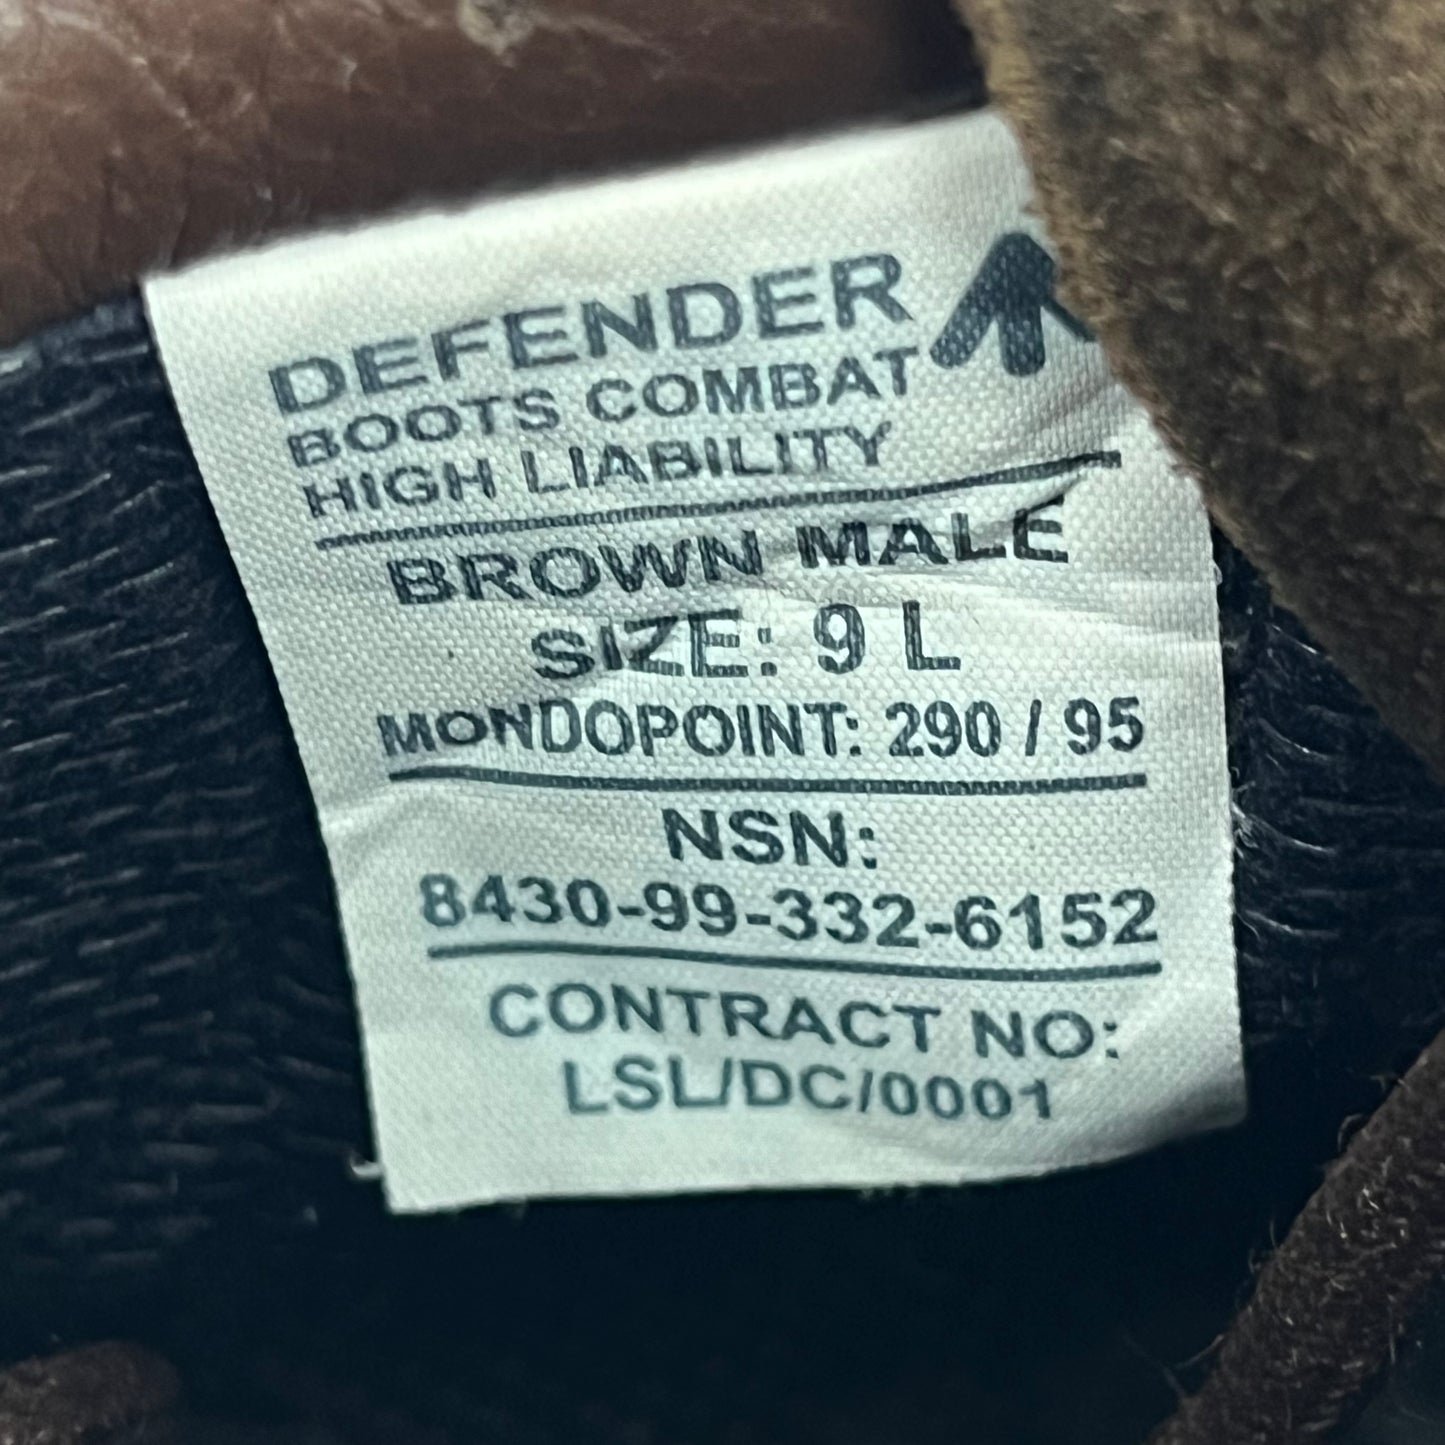 DEFENDER
BOOTS COMBAT
HIGH LIABILITY
BROWN MALE
SIZE: 9 L
MONDOPOINT: 290 / 95
NSN:
8430-99-332-6152
CONTRACT NO:
LSL/DC/0001